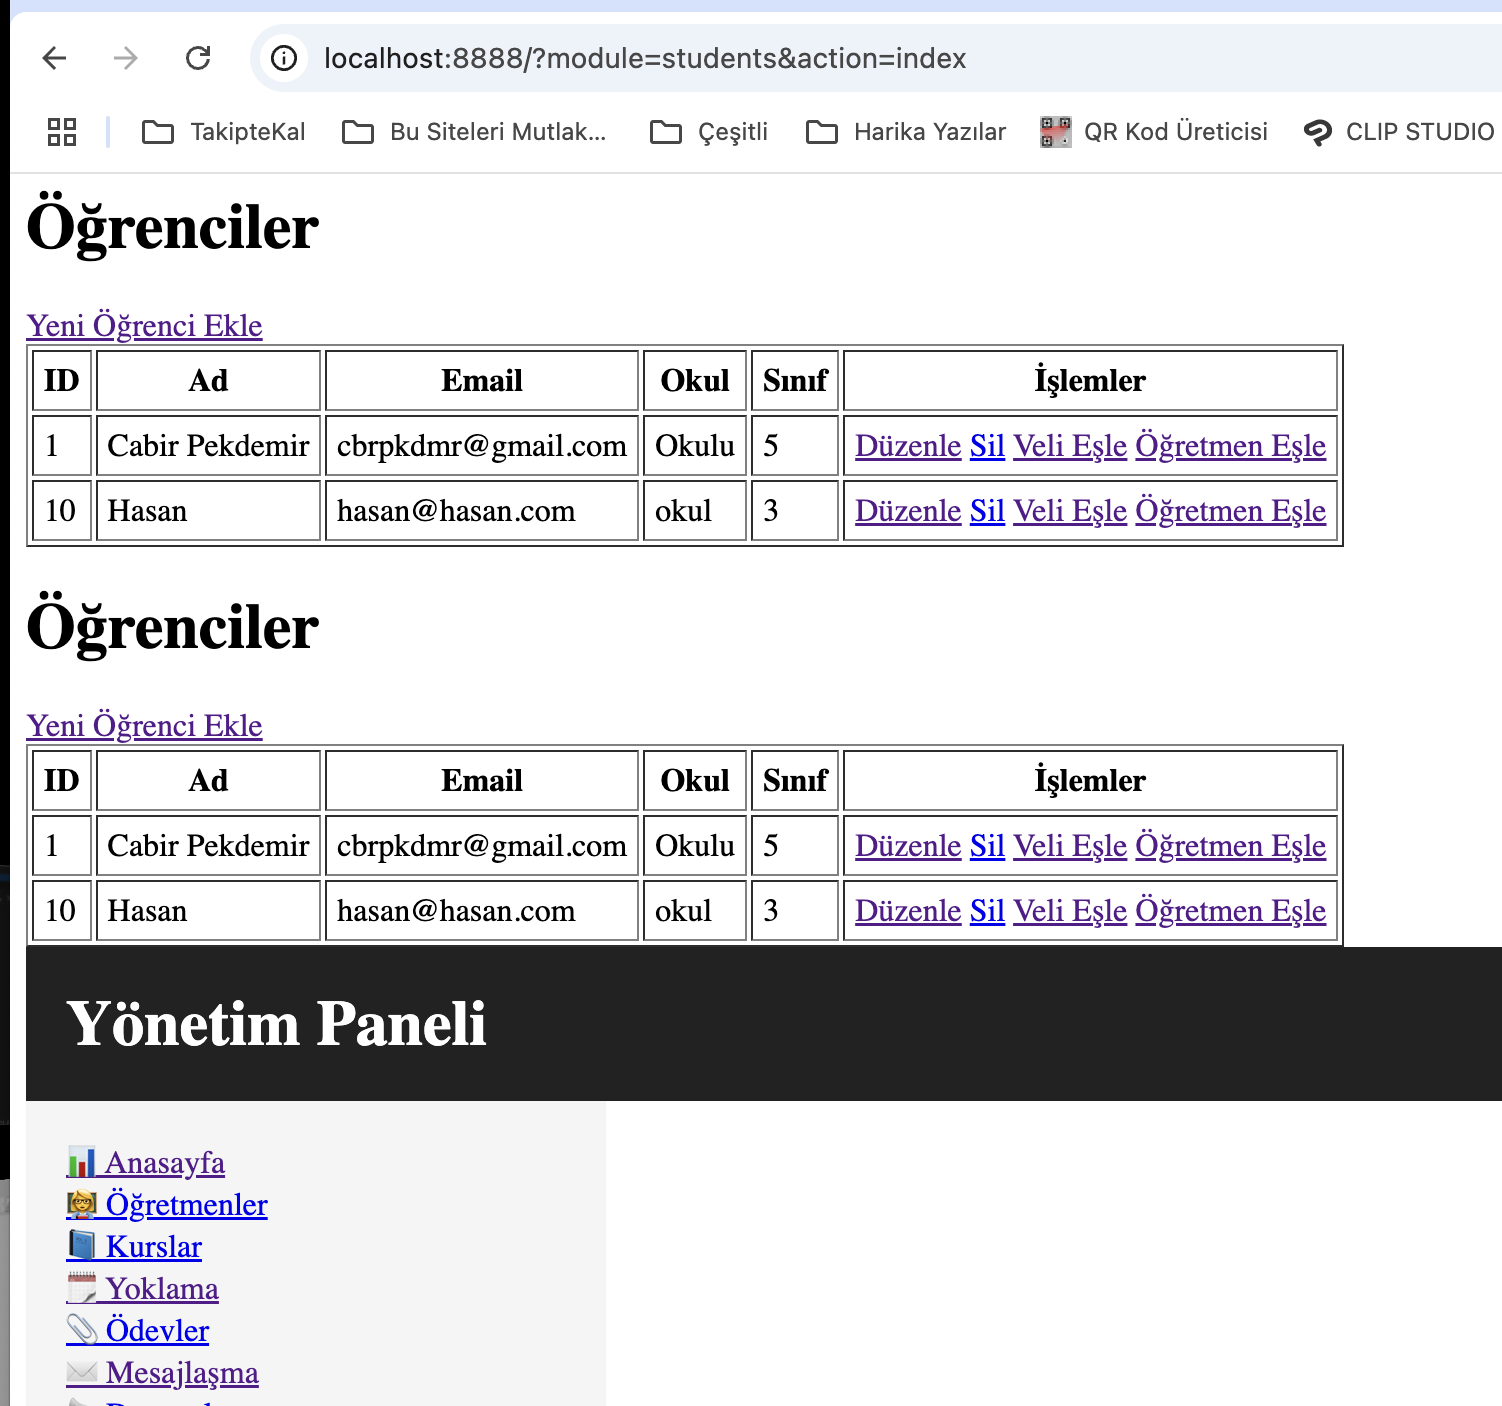 localhost:8888/?module=students&action=index
TakipteKal Bu Siteleri Mutlak... Çeşitli Harika Yazılar QR Kod Üreticisi CLIP STUDIO
Öğrenciler
Yeni Öğrenci Ekle
ID Ad Email Okul Sınıf İşlemler
1 Cabir Pekdemir cbrpkdmr@gmail.com Okulu 5 Düzenle Sil Veli Eşle Öğretmen Eşle
10 Hasan hasan@hasan.com okul 3 Düzenle Sil Veli Eşle Öğretmen Eşle
Öğrenciler
Yeni Öğrenci Ekle
ID Ad Email Okul Sınıf İşlemler
1 Cabir Pekdemir cbrpkdmr@gmail.com Okulu 5 Düzenle Sil Veli Eşle Öğretmen Eşle
10 Hasan hasan@hasan.com okul 3 Düzenle Sil Veli Eşle Öğretmen Eşle
Yönetim Paneli
Anasayfa
Öğretmenler
Kurslar
Yoklama
Ödevler
Mesajlaşma